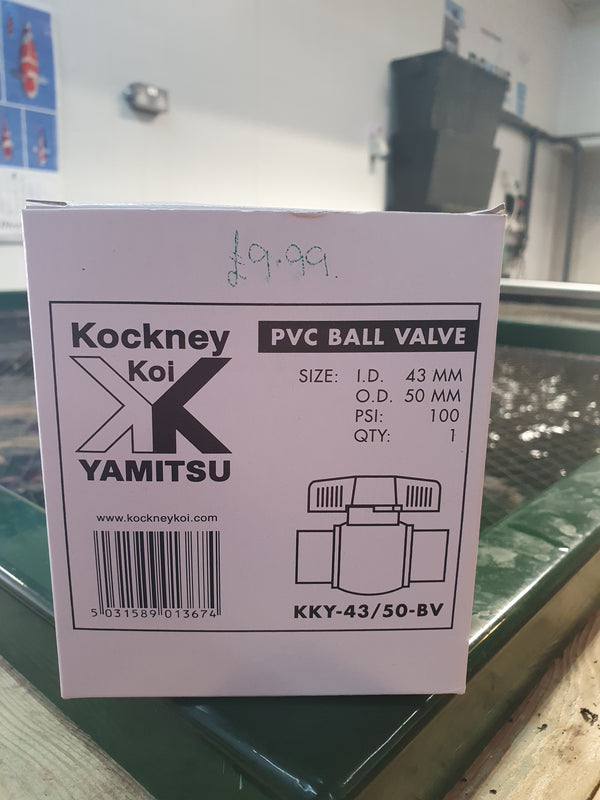 £9.99.
Kockney
Koi
YAMITSU
PVC BALL VALVE
SIZE: I.D. 43 MM
O.D. 50 MM
PSI: 100
QTY: 1
www.kockneykoi.com
5 031589 013674
KKY-43/50-BV